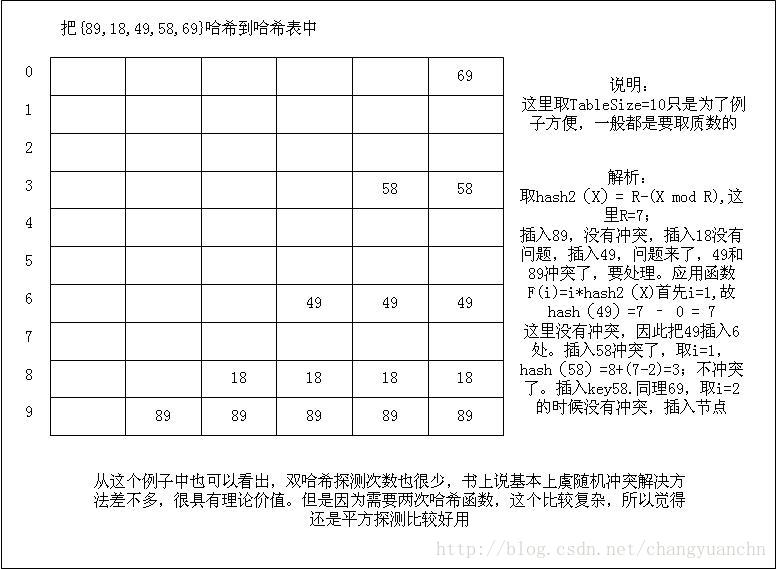 把{89,18,49,58,69}哈希到哈希表中
0 69
1
2
3 58 58
4
5
6 49 49 49
7
8 18 18 18 18
9 89 89 89 89 89
说明：
这里取TableSize=10只是为了例
子方便，一般都是要取质数的
解析：
取hash2（X）= R-(X mod R),这
里R=7；
插入89，没有冲突，插入18没有
问题，插入49，问题来了，49和
89冲突了，要处理。应用函数
F(i)=i*hash2（X)首先i=1,故
hash（49）=7 – 0 = 7
这里没有冲突，因此把49插入6
处。插入58冲突了，取i=1，
hash（58）=8+(7-2)=3；不冲突
了。插入key58.同理69，取i=2
的时候没有冲突，插入节点
从这个例子中也可以看出，双哈希探测次数也很少，书上说基本上虞随机冲突解决方
法差不多，很具有理论价值。但是因为需要两次哈希函数，这个比较复杂，所以觉得
还是平方探测比较好用
http://blog.csdn.net/changyuanchn